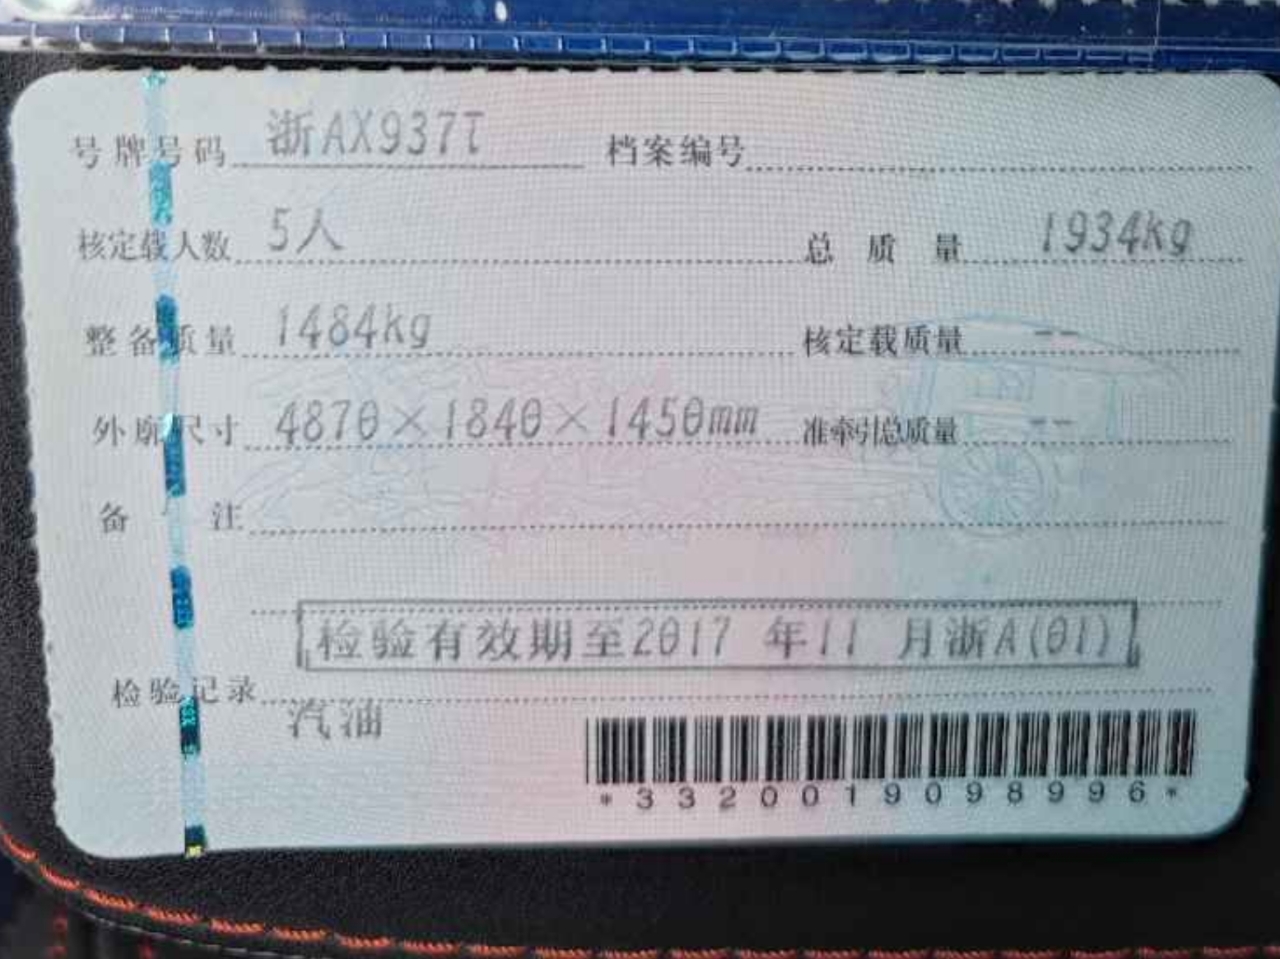 号牌号码 浙AX937T 档案编号
核定载人数 5人 总质量 1934kg
整备质量 1484kg 核定载质量 --
外廓尺寸 4870×1840×1450mm 准牵引总质量 --
备注
检验有效期至2017 年11 月浙A(01)
检验记录
汽油
*3320019098996*